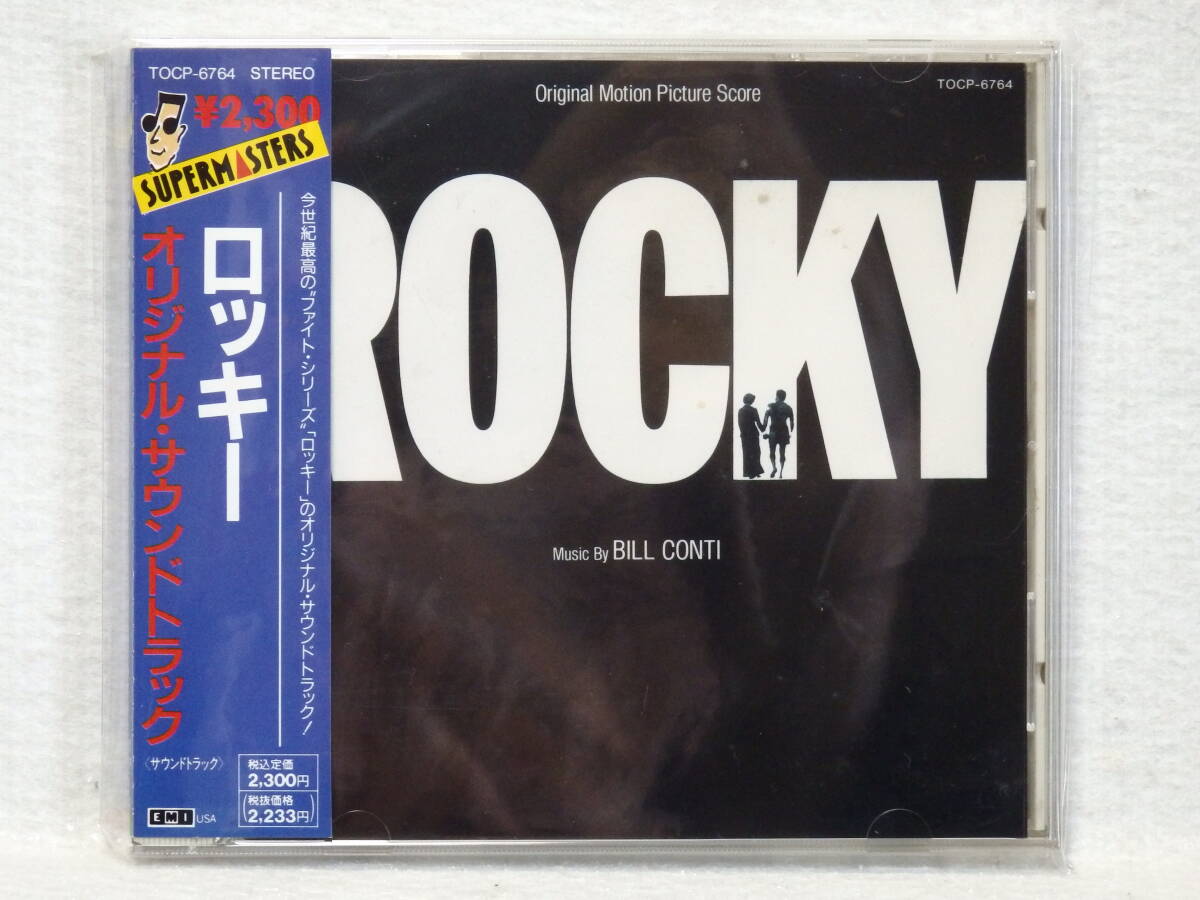 TOCP-6764 STEREO
¥2,300
SUPERMASTERS
今世紀最高の"ファイト・シリーズ"「ロッキー」のオリジナル・サウンドトラック!
ロッキー
オリジナル・サウンドトラック
〈サウンドトラック〉
EMI USA
税込定価
2,300円
(税抜価格
2,233円)
Original Motion Picture Score
TOCP-6764
ROCKY
Music By BILL CONTI